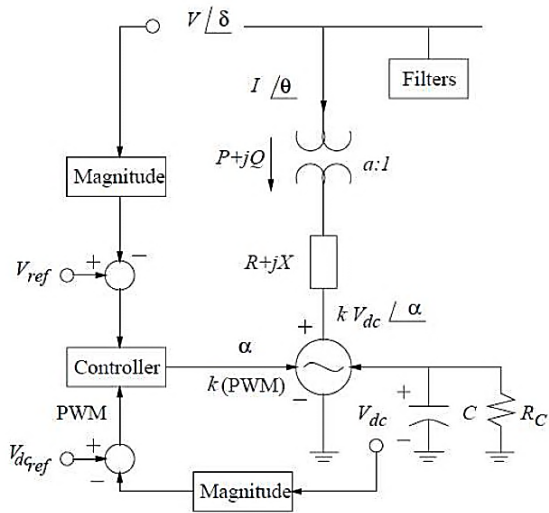 V /δ
I /θ
Filters
P+jQ
a:1
Magnitude
R+jX
V_ref
+
−
k V_dc / α
+
α
Controller
k (PWM)
−
PWM
V_dc
+
−
C
R_C
V_dc_ref
+
−
Magnitude